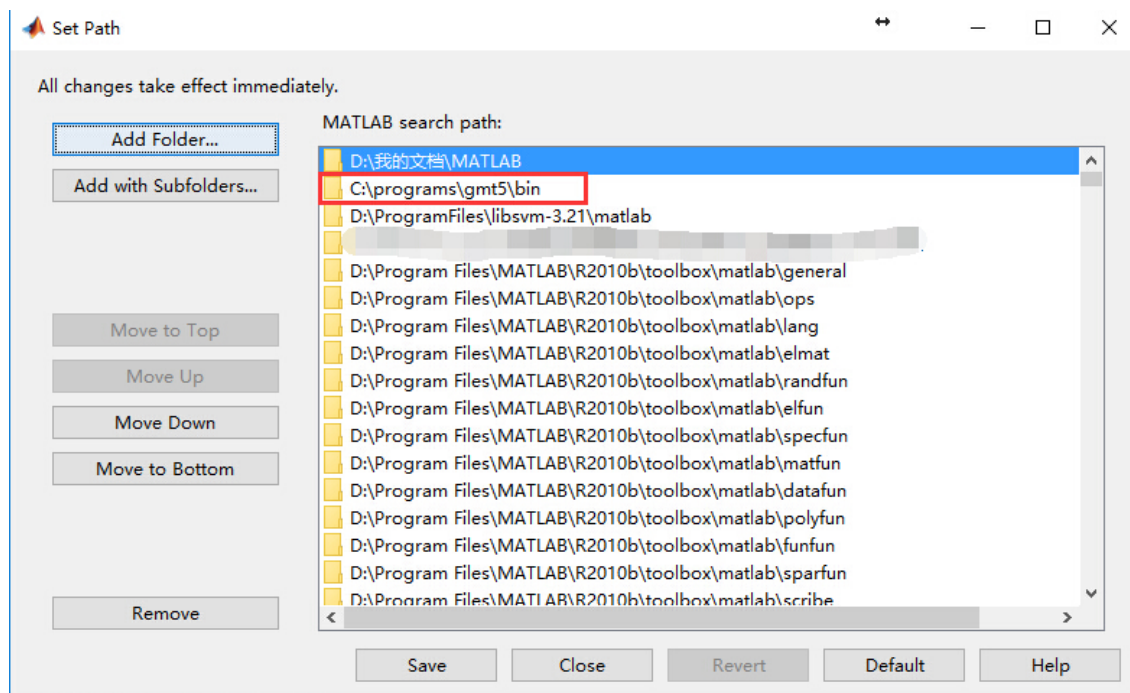 Set Path
All changes take effect immediately.
Add Folder...
Add with Subfolders...
Move to Top
Move Up
Move Down
Move to Bottom
Remove
MATLAB search path:
D:\我的文档\MATLAB
C:\programs\gmt5\bin
D:\ProgramFiles\libsvm-3.21\matlab
D:\Program Files\MATLAB\R2010b\toolbox\matlab\general
D:\Program Files\MATLAB\R2010b\toolbox\matlab\ops
D:\Program Files\MATLAB\R2010b\toolbox\matlab\lang
D:\Program Files\MATLAB\R2010b\toolbox\matlab\elmat
D:\Program Files\MATLAB\R2010b\toolbox\matlab\randfun
D:\Program Files\MATLAB\R2010b\toolbox\matlab\elfun
D:\Program Files\MATLAB\R2010b\toolbox\matlab\specfun
D:\Program Files\MATLAB\R2010b\toolbox\matlab\matfun
D:\Program Files\MATLAB\R2010b\toolbox\matlab\datafun
D:\Program Files\MATLAB\R2010b\toolbox\matlab\polyfun
D:\Program Files\MATLAB\R2010b\toolbox\matlab\funfun
D:\Program Files\MATLAB\R2010b\toolbox\matlab\sparfun
D:\Program Files\MATLAB\R2010b\toolbox\matlab\scribe
Save
Close
Revert
Default
Help